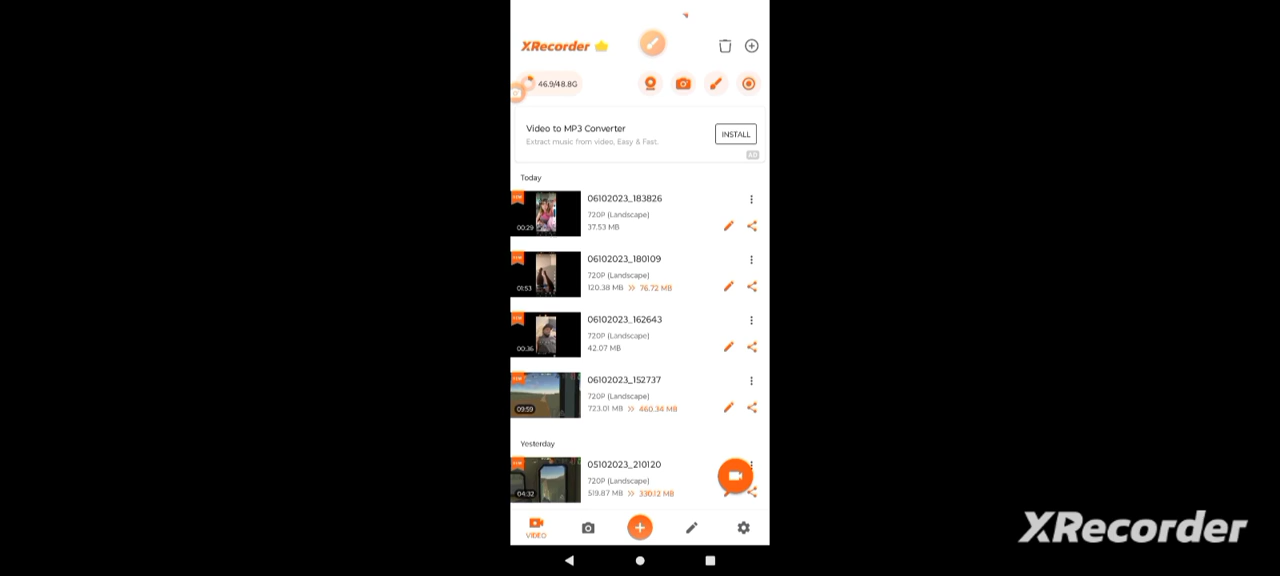 XRecorder
46.9/48.8G
Video to MP3 Converter
Extract music from video, Easy & Fast.
INSTALL
AD
Today
06102023_183826
720P (Landscape)
37.53 MB
00:29
06102023_180109
720P (Landscape)
120.38 MB >> 76.72 MB
01:53
06102023_162643
720P (Landscape)
42.07 MB
00:36
06102023_152737
720P (Landscape)
723.01 MB >> 460.34 MB
09:59
Yesterday
05102023_210120
720P (Landscape)
519.87 MB >> 330.12 MB
04:32
VIDEO
XRecorder